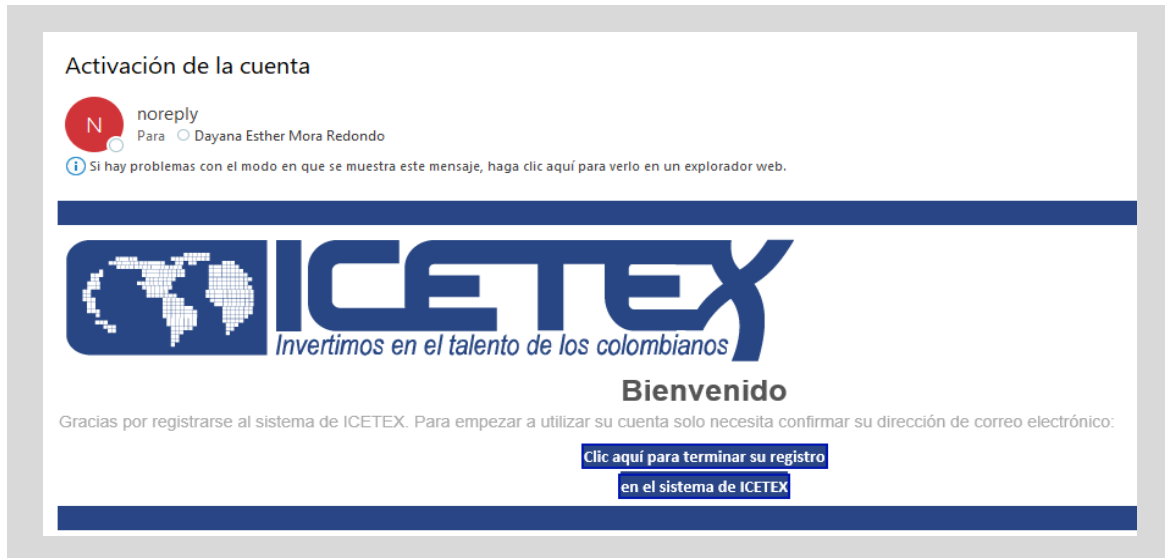 Activación de la cuenta
N
noreply
Para Dayana Esther Mora Redondo
Si hay problemas con el modo en que se muestra este mensaje, haga clic aquí para verlo en un explorador web.
ICETEX
Invertimos en el talento de los colombianos
Bienvenido
Gracias por registrarse al sistema de ICETEX. Para empezar a utilizar su cuenta solo necesita confirmar su dirección de correo electrónico:
Clic aquí para terminar su registro
en el sistema de ICETEX